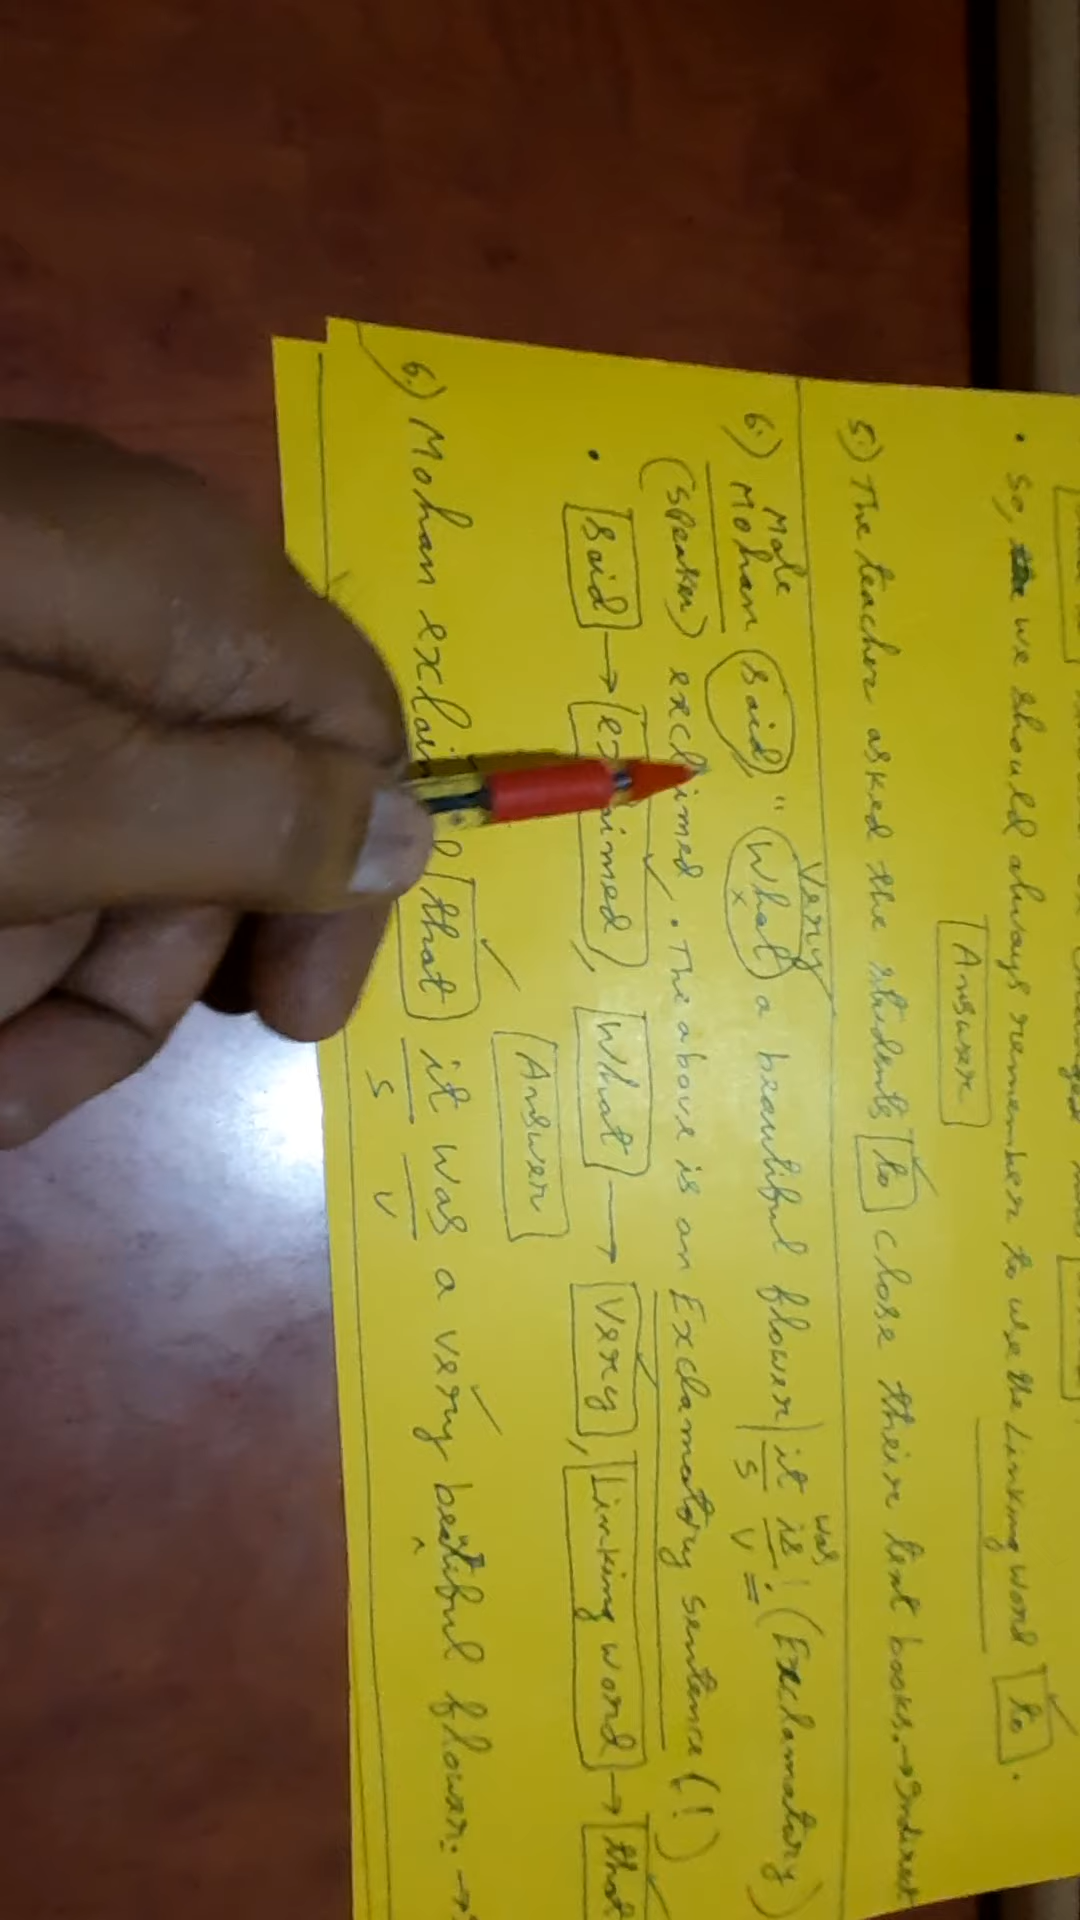 • So, we should always remember to use the Linking word to.
Answer
5.) The teacher asked the students to close their text books. → Indirect
Male Very was
6.) Mohan said, "What a beautiful flower it is! (Exclamatory)
x S V
(Speaker) exclaimed. The above is an Exclamatory sentence (!)
• Said → exclaimed, What → Very, Linking word → that
Answer
6.) Mohan that it was a very beatiful flower. →
S V